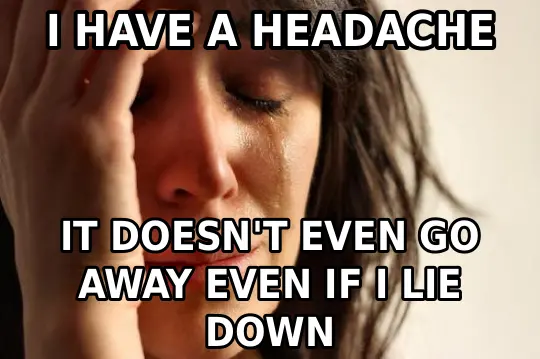 I HAVE A HEADACHE
IT DOESN'T EVEN GO
AWAY EVEN IF I LIE
DOWN